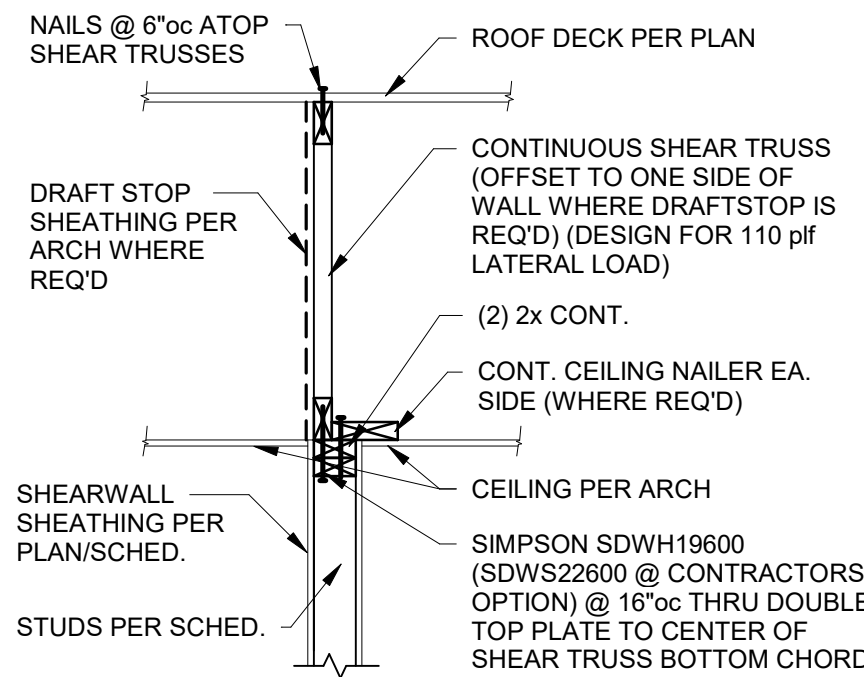 NAILS @ 6"oc ATOP
SHEAR TRUSSES
ROOF DECK PER PLAN
CONTINUOUS SHEAR TRUSS
(OFFSET TO ONE SIDE OF
WALL WHERE DRAFTSTOP IS
REQ'D) (DESIGN FOR 110 plf
LATERAL LOAD)
DRAFT STOP
SHEATHING PER
ARCH WHERE
REQ'D
(2) 2x CONT.
CONT. CEILING NAILER EA.
SIDE (WHERE REQ'D)
SHEARWALL
SHEATHING PER
PLAN/SCHED.
CEILING PER ARCH
STUDS PER SCHED.
SIMPSON SDWH19600
(SDWS22600 @ CONTRACTORS
OPTION) @ 16"oc THRU DOUBLE
TOP PLATE TO CENTER OF
SHEAR TRUSS BOTTOM CHORD